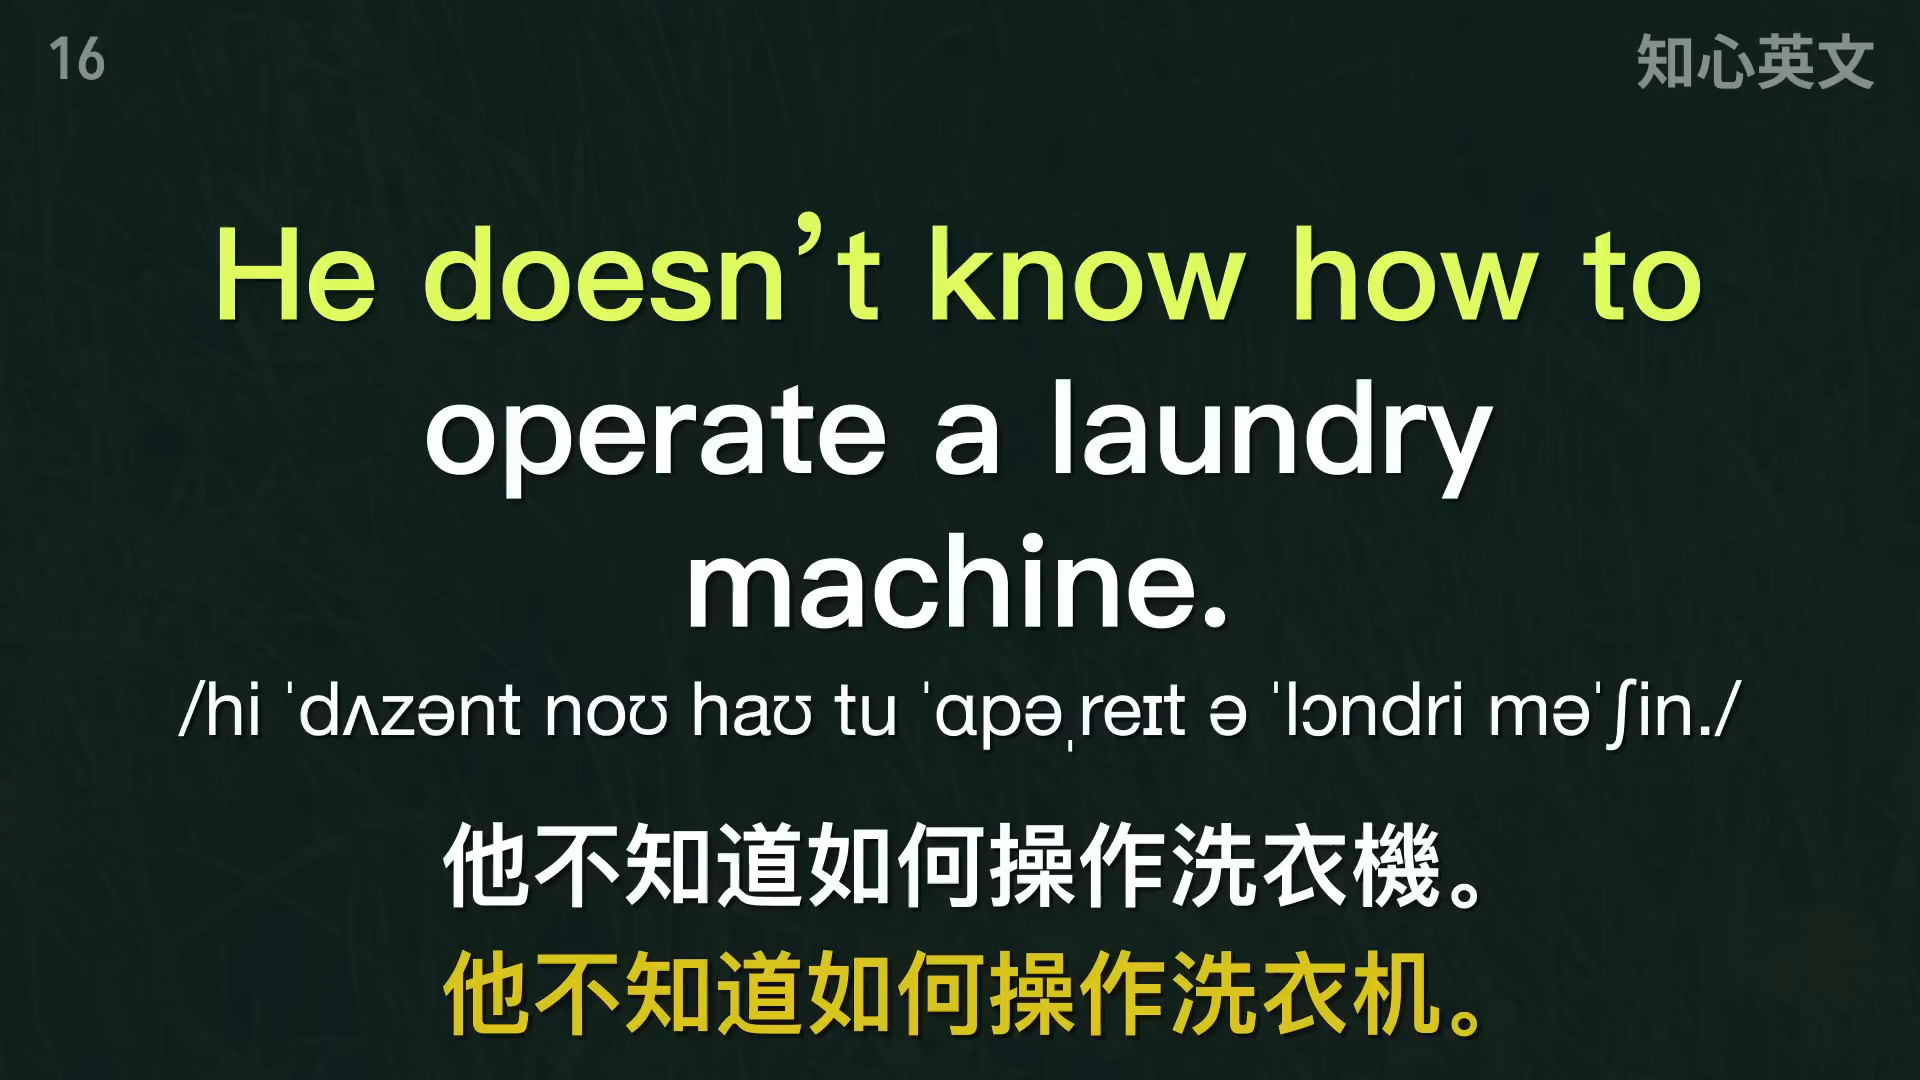 16
知心英文
He doesn’t know how to
operate a laundry
machine.
/hi ˈdʌzənt noʊ haʊ tu ˈɑpəˌreɪt ə ˈlɔndri məˈʃin./
他不知道如何操作洗衣機。
他不知道如何操作洗衣机。